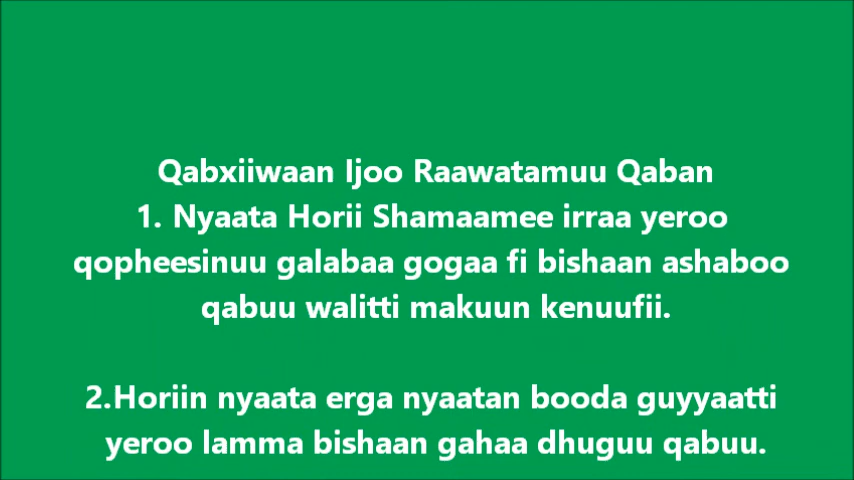 Qabxiiwaan Ijoo Raawatamuu Qaban
1. Nyaata Horii Shamaamee irraa yeroo
qopheesinuu galabaa gogaa fi bishaan ashaboo
qabuu walitti makuun kenuufii.
2.Horiin nyaata erga nyaatan booda guyyaatti
yeroo lamma bishaan gahaa dhuguu qabuu.